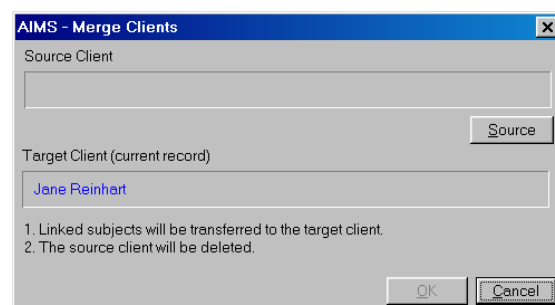 AIMS - Merge Clients
Source Client
Source
Target Client (current record)
Jane Reinhart
1. Linked subjects will be transferred to the target client.
2. The source client will be deleted.
OK Cancel